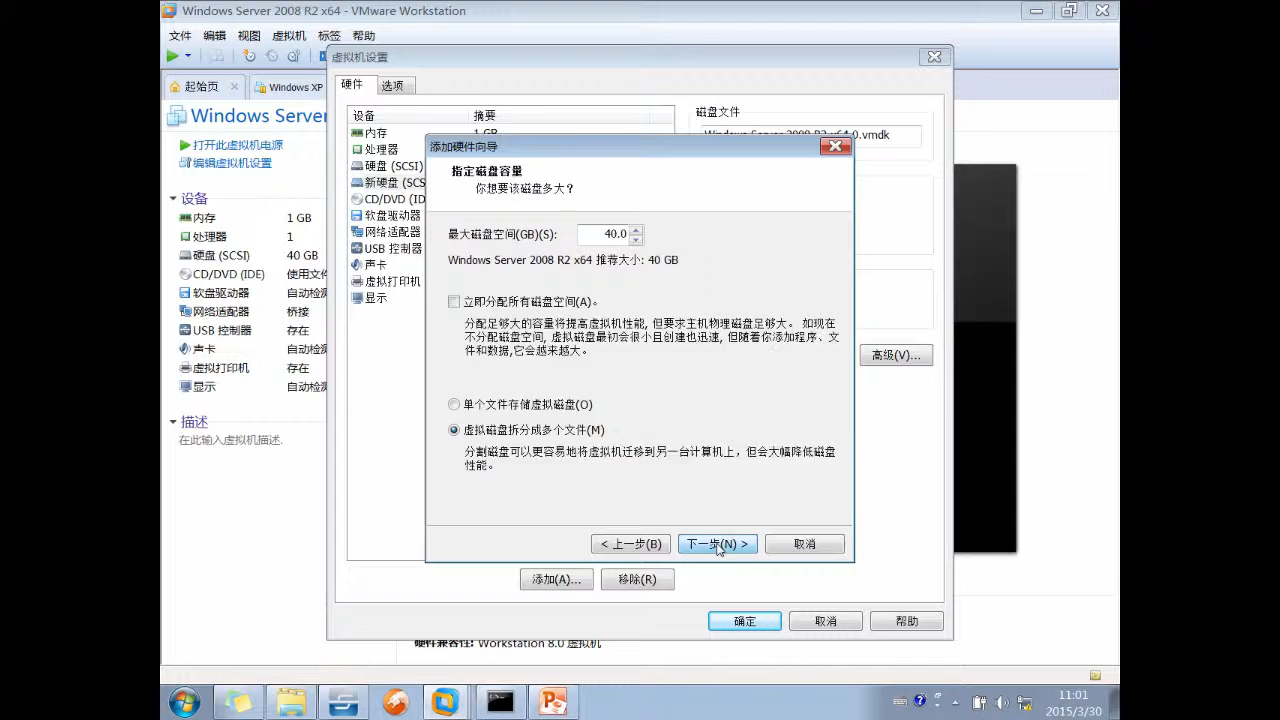 Windows Server 2008 R2 x64 - VMware Workstation
文件 编辑 视图 虚拟机 标签 帮助
虚拟机设置
起始页
Windows XP
硬件 选项
Windows Server
打开此虚拟机电源
编辑虚拟机设置
设备
内存 1 GB
处理器 1
硬盘 (SCSI) 40 GB
CD/DVD (IDE) 使用文件
软盘驱动器 自动检测
网络适配器 桥接
USB 控制器 存在
声卡 自动检测
虚拟打印机 存在
显示 自动检测
描述
在此输入虚拟机描述.
设备 摘要
内存 1 GB
处理器
硬盘 (SCSI)
新硬盘 (SCS
CD/DVD (ID
软盘驱动器
网络适配器
USB 控制器
声卡
虚拟打印机
显示
磁盘文件
Windows Server 2008 R2 x64-0.vmdk
高级(V)...
添加硬件向导
指定磁盘容量
你想要该磁盘多大?
最大磁盘空间(GB)(S): 40.0
Windows Server 2008 R2 x64 推荐大小: 40 GB
立即分配所有磁盘空间(A)。
分配足够大的容量将提高虚拟机性能, 但要求主机物理磁盘足够大。 如现在
不分配磁盘空间, 虚拟磁盘最初会很小且创建也迅速, 但随着你添加程序、文
件和数据,它会越来越大。
单个文件存储虚拟磁盘(O)
虚拟磁盘拆分成多个文件(M)
分割磁盘可以更容易地将虚拟机迁移到另一台计算机上，但会大幅降低磁盘
性能。
< 上一步(B) 下一步(N) > 取消
添加(A)... 移除(R)
确定 取消 帮助
硬件兼容性: Workstation 8.0 虚拟机
11:01
2015/3/30